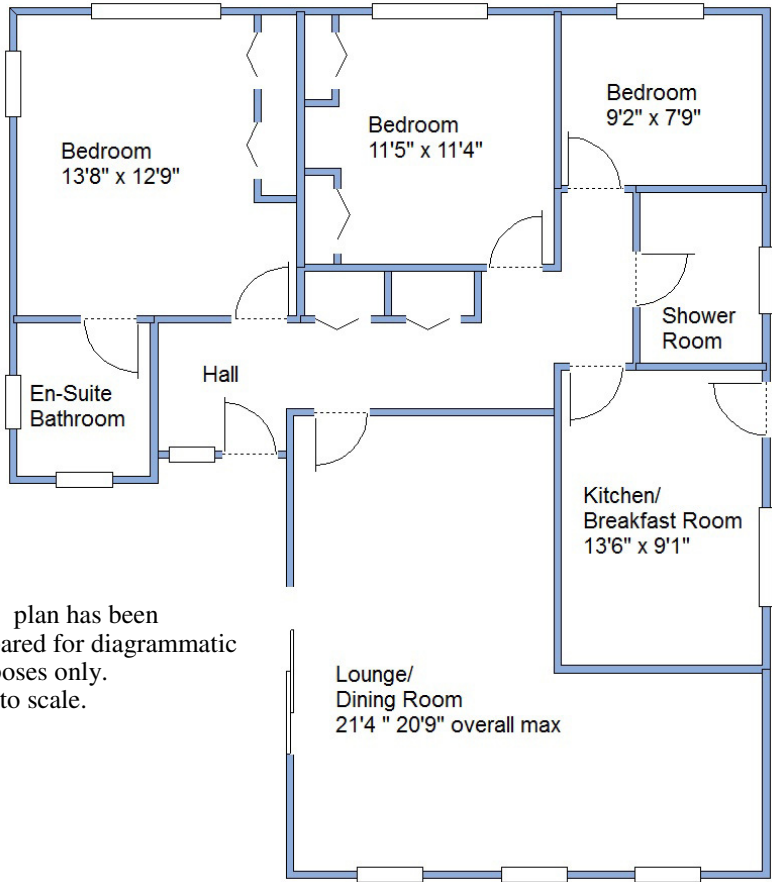 Bedroom
9'2" x 7'9"
Bedroom
11'5" x 11'4"
Bedroom
13'8" x 12'9"
Shower
Room
Hall
En-Suite
Bathroom
Kitchen/
Breakfast Room
13'6" x 9'1"
plan has been
ared for diagrammatic
oses only.
to scale.
Lounge/
Dining Room
21'4 " 20'9" overall max